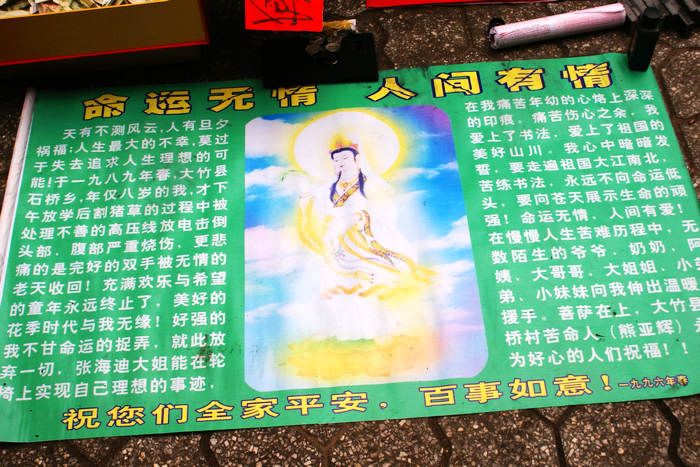 命运无情 人间有情
天有不测风云,人有旦夕
祸福;人生最大的不幸,莫过
于失去追求人生理想的可
能!于一九八九年春,大竹县
石桥乡,年仅八岁的我,才下
午放学后割猪草的过程中被
处理不善的高压线放电击倒
头部、腹部严重烧伤,更悲
痛的是完好的双手被无情的
老天收回!充满欢乐与希望
的童年永远终止了,美好的
花季时代与我无缘!好强的
我不甘命运的捉弄,就此放
弃一切,张海迪大姐能在轮
椅上实现自己理想的事迹,
在我痛苦年幼的心烙上深深
的印痕,痛苦伤心之余,我
爱上了书法,爱上了祖国的
美好山川,我心中暗暗发
誓,要走遍祖国大江南北,
苦练书法,永远不向命运低
头,要向苍天展示生命的顽
强!命运无情,人间有爱!
在慢慢人生苦难历程中,无
数陌生的爷爷、奶奶、
姨、大哥哥、大姐姐、小
弟、小妹妹向我伸出温暖
援手。菩萨在上,大竹
桥村苦命人(熊亚辉)
为好心的人们祝福!
祝您们全家平安,百事如意!一九九六年春